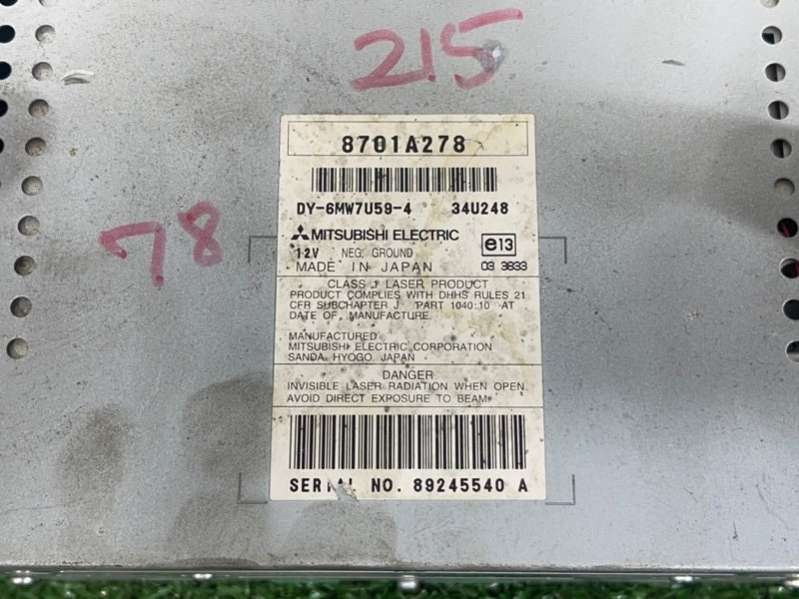 215
78
8701A278
DY-6MW7U59-4 34U248
MITSUBISHI ELECTRIC e13
12V NEG. GROUND
MADE IN JAPAN 03 3833
CLASS 1 LASER PRODUCT
PRODUCT COMPLIES WITH DHHS RULES 21
CFR SUBCHAPTER J PART 1040:10 AT
DATE OF MANUFACTURE.
MANUFACTURED
MITSUBISHI ELECTRIC CORPORATION
SANDA, HYOGO, JAPAN
DANGER
INVISIBLE LASER RADIATION WHEN OPEN.
AVOID DIRECT EXPOSURE TO BEAM.
SERIAL NO. 89245540 A